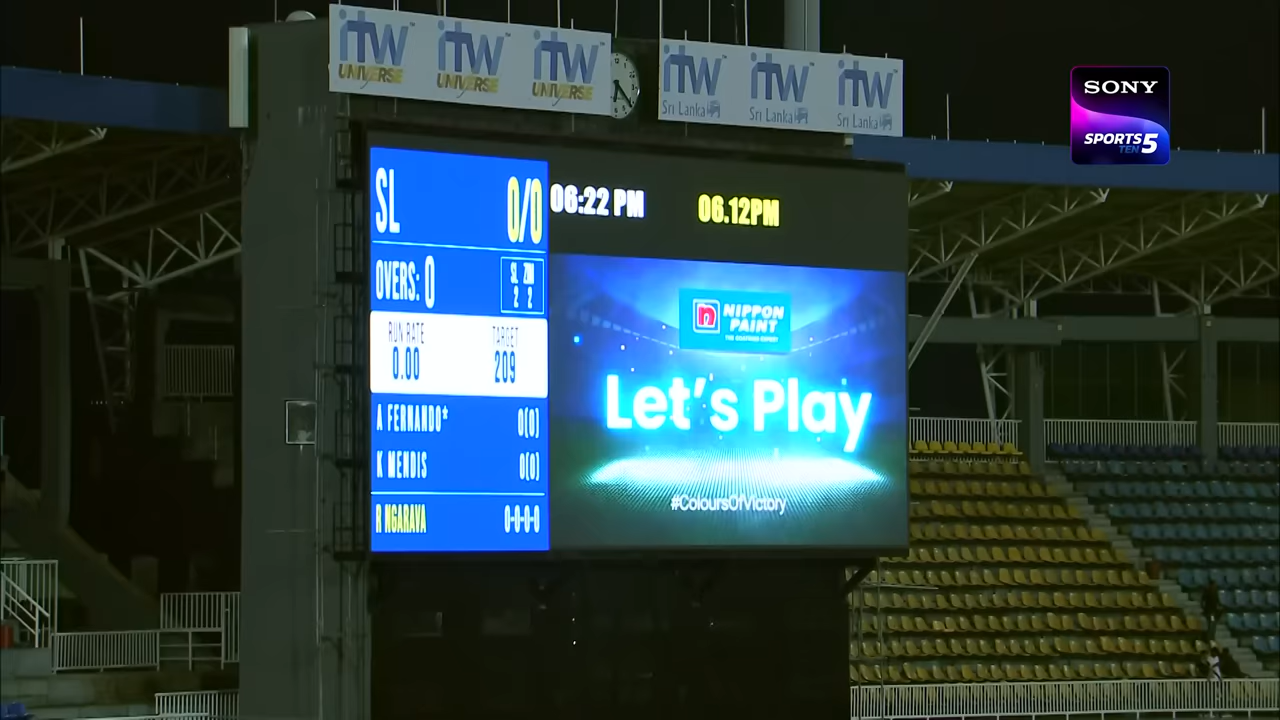 itw itw itw itw itw itw
UNIVERSE UNIVERSE UNIVERSE Sri Lanka Sri Lanka Sri Lanka
SONY
SPORTS
TEN 5
SL 0/0
06:22 PM 06.12PM
OVERS: 0
SL ZIM
2 2
RUN RATE TARGET
0.00 209
A FERNANDO* 0(0)
K MENDIS 0(0)
R NGARAVA 0-0-0-0
NIPPON
PAINT
Let's Play
#ColoursOfVictory